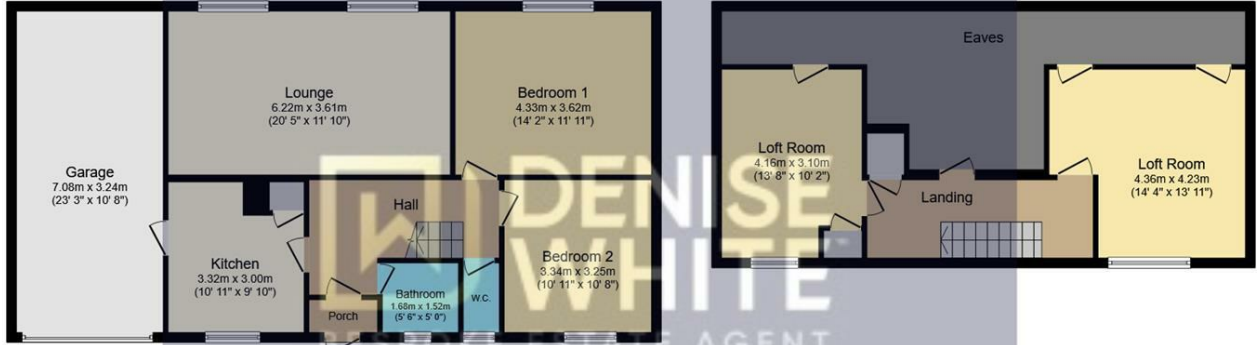 Garage
7.08m x 3.24m
(23' 3" x 10' 8")
Lounge
6.22m x 3.61m
(20' 5" x 11' 10")
Bedroom 1
4.33m x 3.62m
(14' 2" x 11' 11")
Kitchen
3.32m x 3.00m
(10' 11" x 9' 10")
Hall
Porch
Bathroom
1.68m x 1.52m
(5' 6" x 5' 0")
W.C.
Bedroom 2
3.34m x 3.25m
(10' 11" x 10' 8")
Eaves
Loft Room
4.16m x 3.10m
(13' 8" x 10' 2")
Landing
Loft Room
4.36m x 4.23m
(14' 4" x 13' 11")
DENISE
WHITE™
BESPOKE ESTATE AGENT